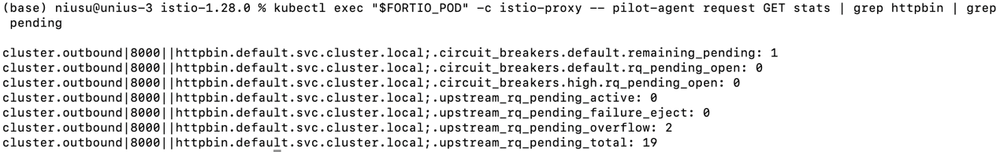 (base) niusu@unius-3 istio-1.28.0 % kubectl exec "$FORTIO_POD" -c istio-proxy -- pilot-agent request GET stats | grep httpbin | grep
pending
cluster.outbound|8000||httpbin.default.svc.cluster.local;.circuit_breakers.default.remaining_pending: 1
cluster.outbound|8000||httpbin.default.svc.cluster.local;.circuit_breakers.default.rq_pending_open: 0
cluster.outbound|8000||httpbin.default.svc.cluster.local;.circuit_breakers.high.rq_pending_open: 0
cluster.outbound|8000||httpbin.default.svc.cluster.local;.upstream_rq_pending_active: 0
cluster.outbound|8000||httpbin.default.svc.cluster.local;.upstream_rq_pending_failure_eject: 0
cluster.outbound|8000||httpbin.default.svc.cluster.local;.upstream_rq_pending_overflow: 2
cluster.outbound|8000||httpbin.default.svc.cluster.local;.upstream_rq_pending_total: 19